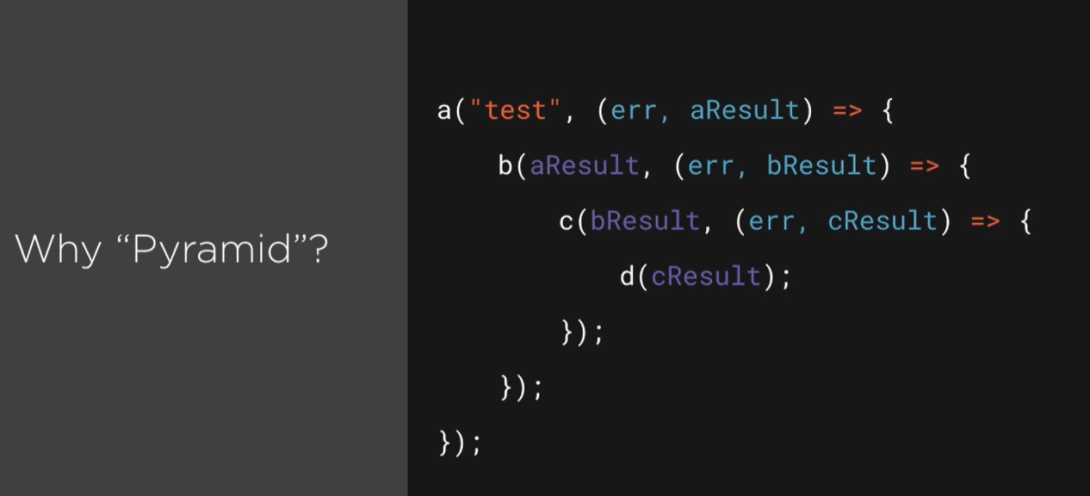 Why “Pyramid”?
a("test", (err, aResult) => {
    b(aResult, (err, bResult) => {
        c(bResult, (err, cResult) => {
            d(cResult);
        });
    });
});